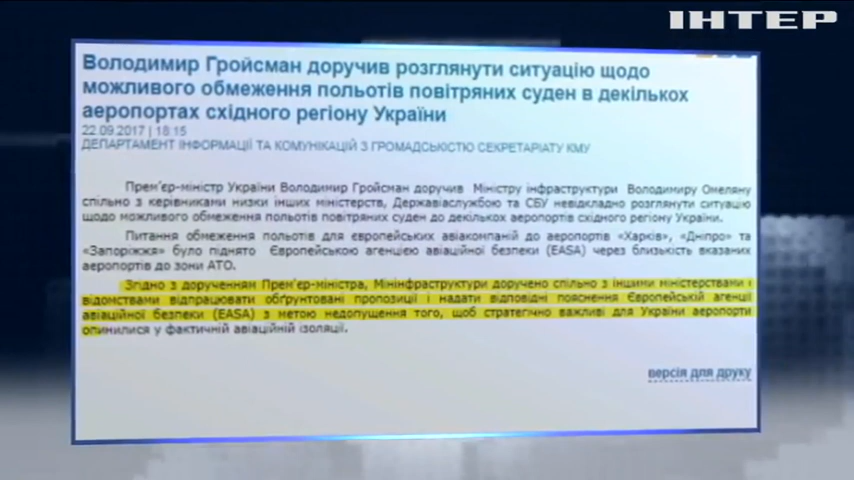 ІНТЕР
Володимир Гройсман доручив розглянути ситуацію щодо
можливого обмеження польотів повітряних суден в декількох
аеропортах східного регіону України
22.09.2017 | 18:15
ДЕПАРТАМЕНТ ІНФОРМАЦІЇ ТА КОМУНІКАЦІЙ З ГРОМАДСЬКІСТЮ СЕКРЕТАРІАТУ КМУ
Прем'єр-міністр України Володимир Гройсман доручив Міністру інфраструктури Володимиру Омеляну
спільно з керівниками низки інших міністерств, Державіаслужбою та СБУ невідкладно розглянути ситуацію
щодо можливого обмеження польотів повітряних суден до декількох аеропортів східного регіону України.
Питання обмеження польотів для європейських авіакомпаній до аеропортів «Харків», «Дніпро» та
«Запоріжжя» було піднято Європейською агенцією авіаційної безпеки (EASA) через близькість вказаних
аеропортів до зони АТО.
Згідно з дорученням Прем'єр-міністра, Мінінфраструктури доручено спільно з іншими міністерствами і
відомствами відпрацювати обґрунтовані пропозиції і надати відповідні пояснення Європейській агенції
авіаційної безпеки (EASA) з метою недопущення того, щоб стратегічно важливі для України аеропорти
опинилися у фактичній авіаційній ізоляції.
версія для друку